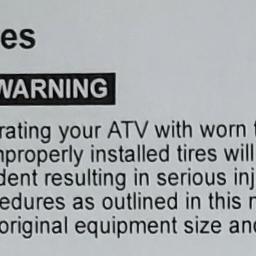 es
WARNING
rating your ATV with worn
properly installed tires will
dent resulting in serious inj
edures as outlined in this
original equipment size and